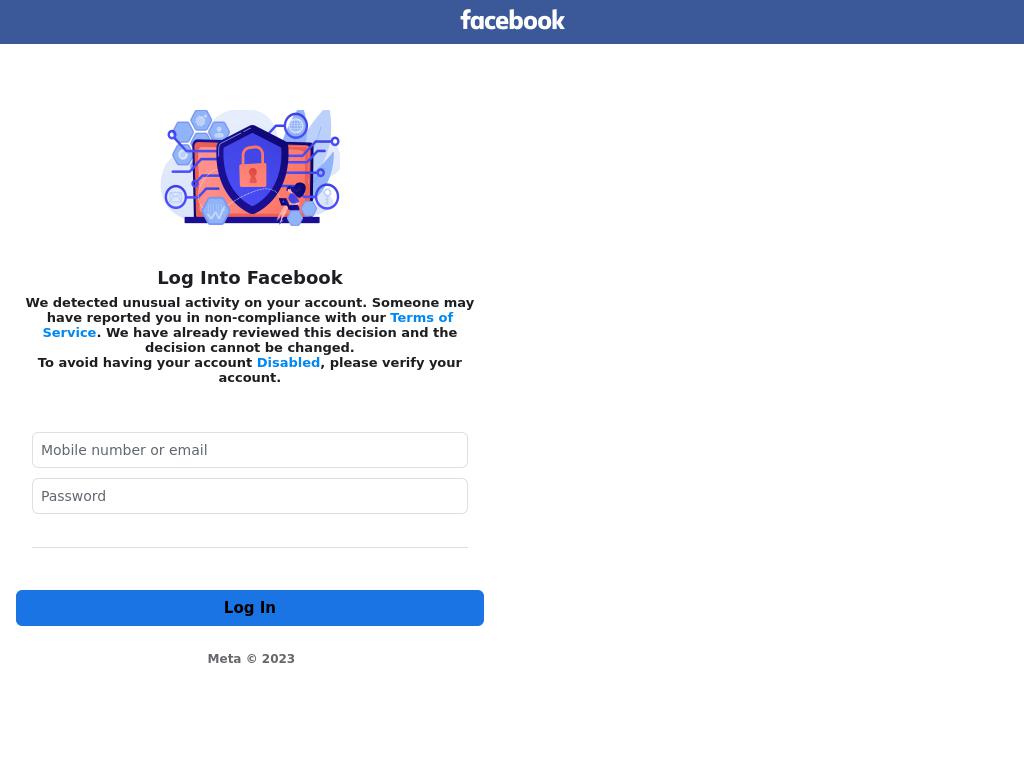 facebook
Log Into Facebook
We detected unusual activity on your account. Someone may
have reported you in non-compliance with our Terms of
Service. We have already reviewed this decision and the
decision cannot be changed.
To avoid having your account Disabled, please verify your
account.
Mobile number or email
Password
Log In
Meta © 2023